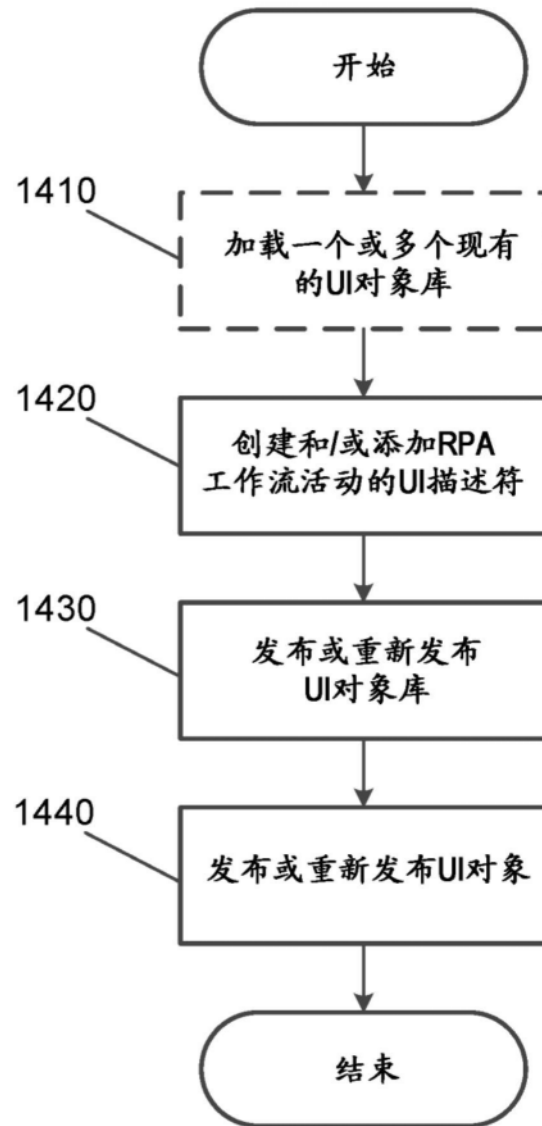 开始
1410
加载一个或多个现有
的UI对象库
1420
创建和/或添加RPA
工作流活动的UI描述符
1430
发布或重新发布
UI对象库
1440
发布或重新发布UI对象
结束